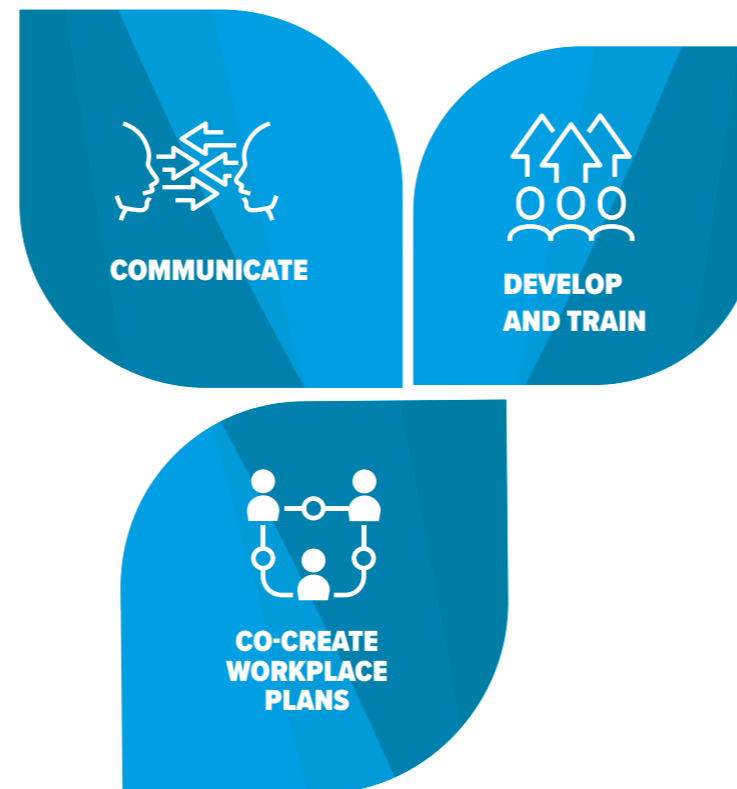 COMMUNICATE
DEVELOP
AND TRAIN
CO-CREATE
WORKPLACE
PLANS